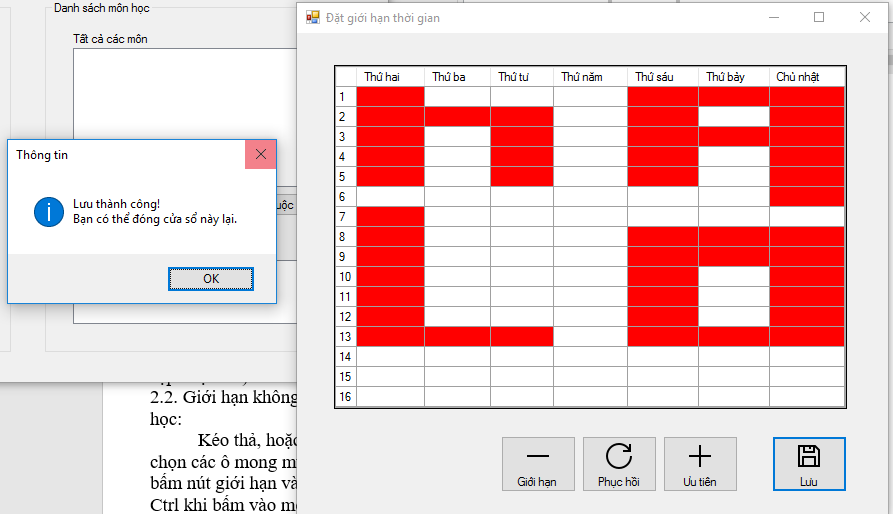 Danh sách môn học
Tất cả các môn
Đặt giới hạn thời gian
Thứ hai Thứ ba Thứ tư Thứ năm Thứ sáu Thứ bảy Chủ nhật
1
2
3
4
5
6
7
8
9
10
11
12
13
14
15
16
Thông tin
Lưu thành công!
Bạn có thể đóng cửa sổ này lại.
OK
2.2. Giới hạn không
học:
Kéo thả, hoặc
chọn các ô mong m
bấm nút giới hạn và
Ctrl khi bấm vào m
Giới hạn
Phục hồi
Ưu tiên
Lưu